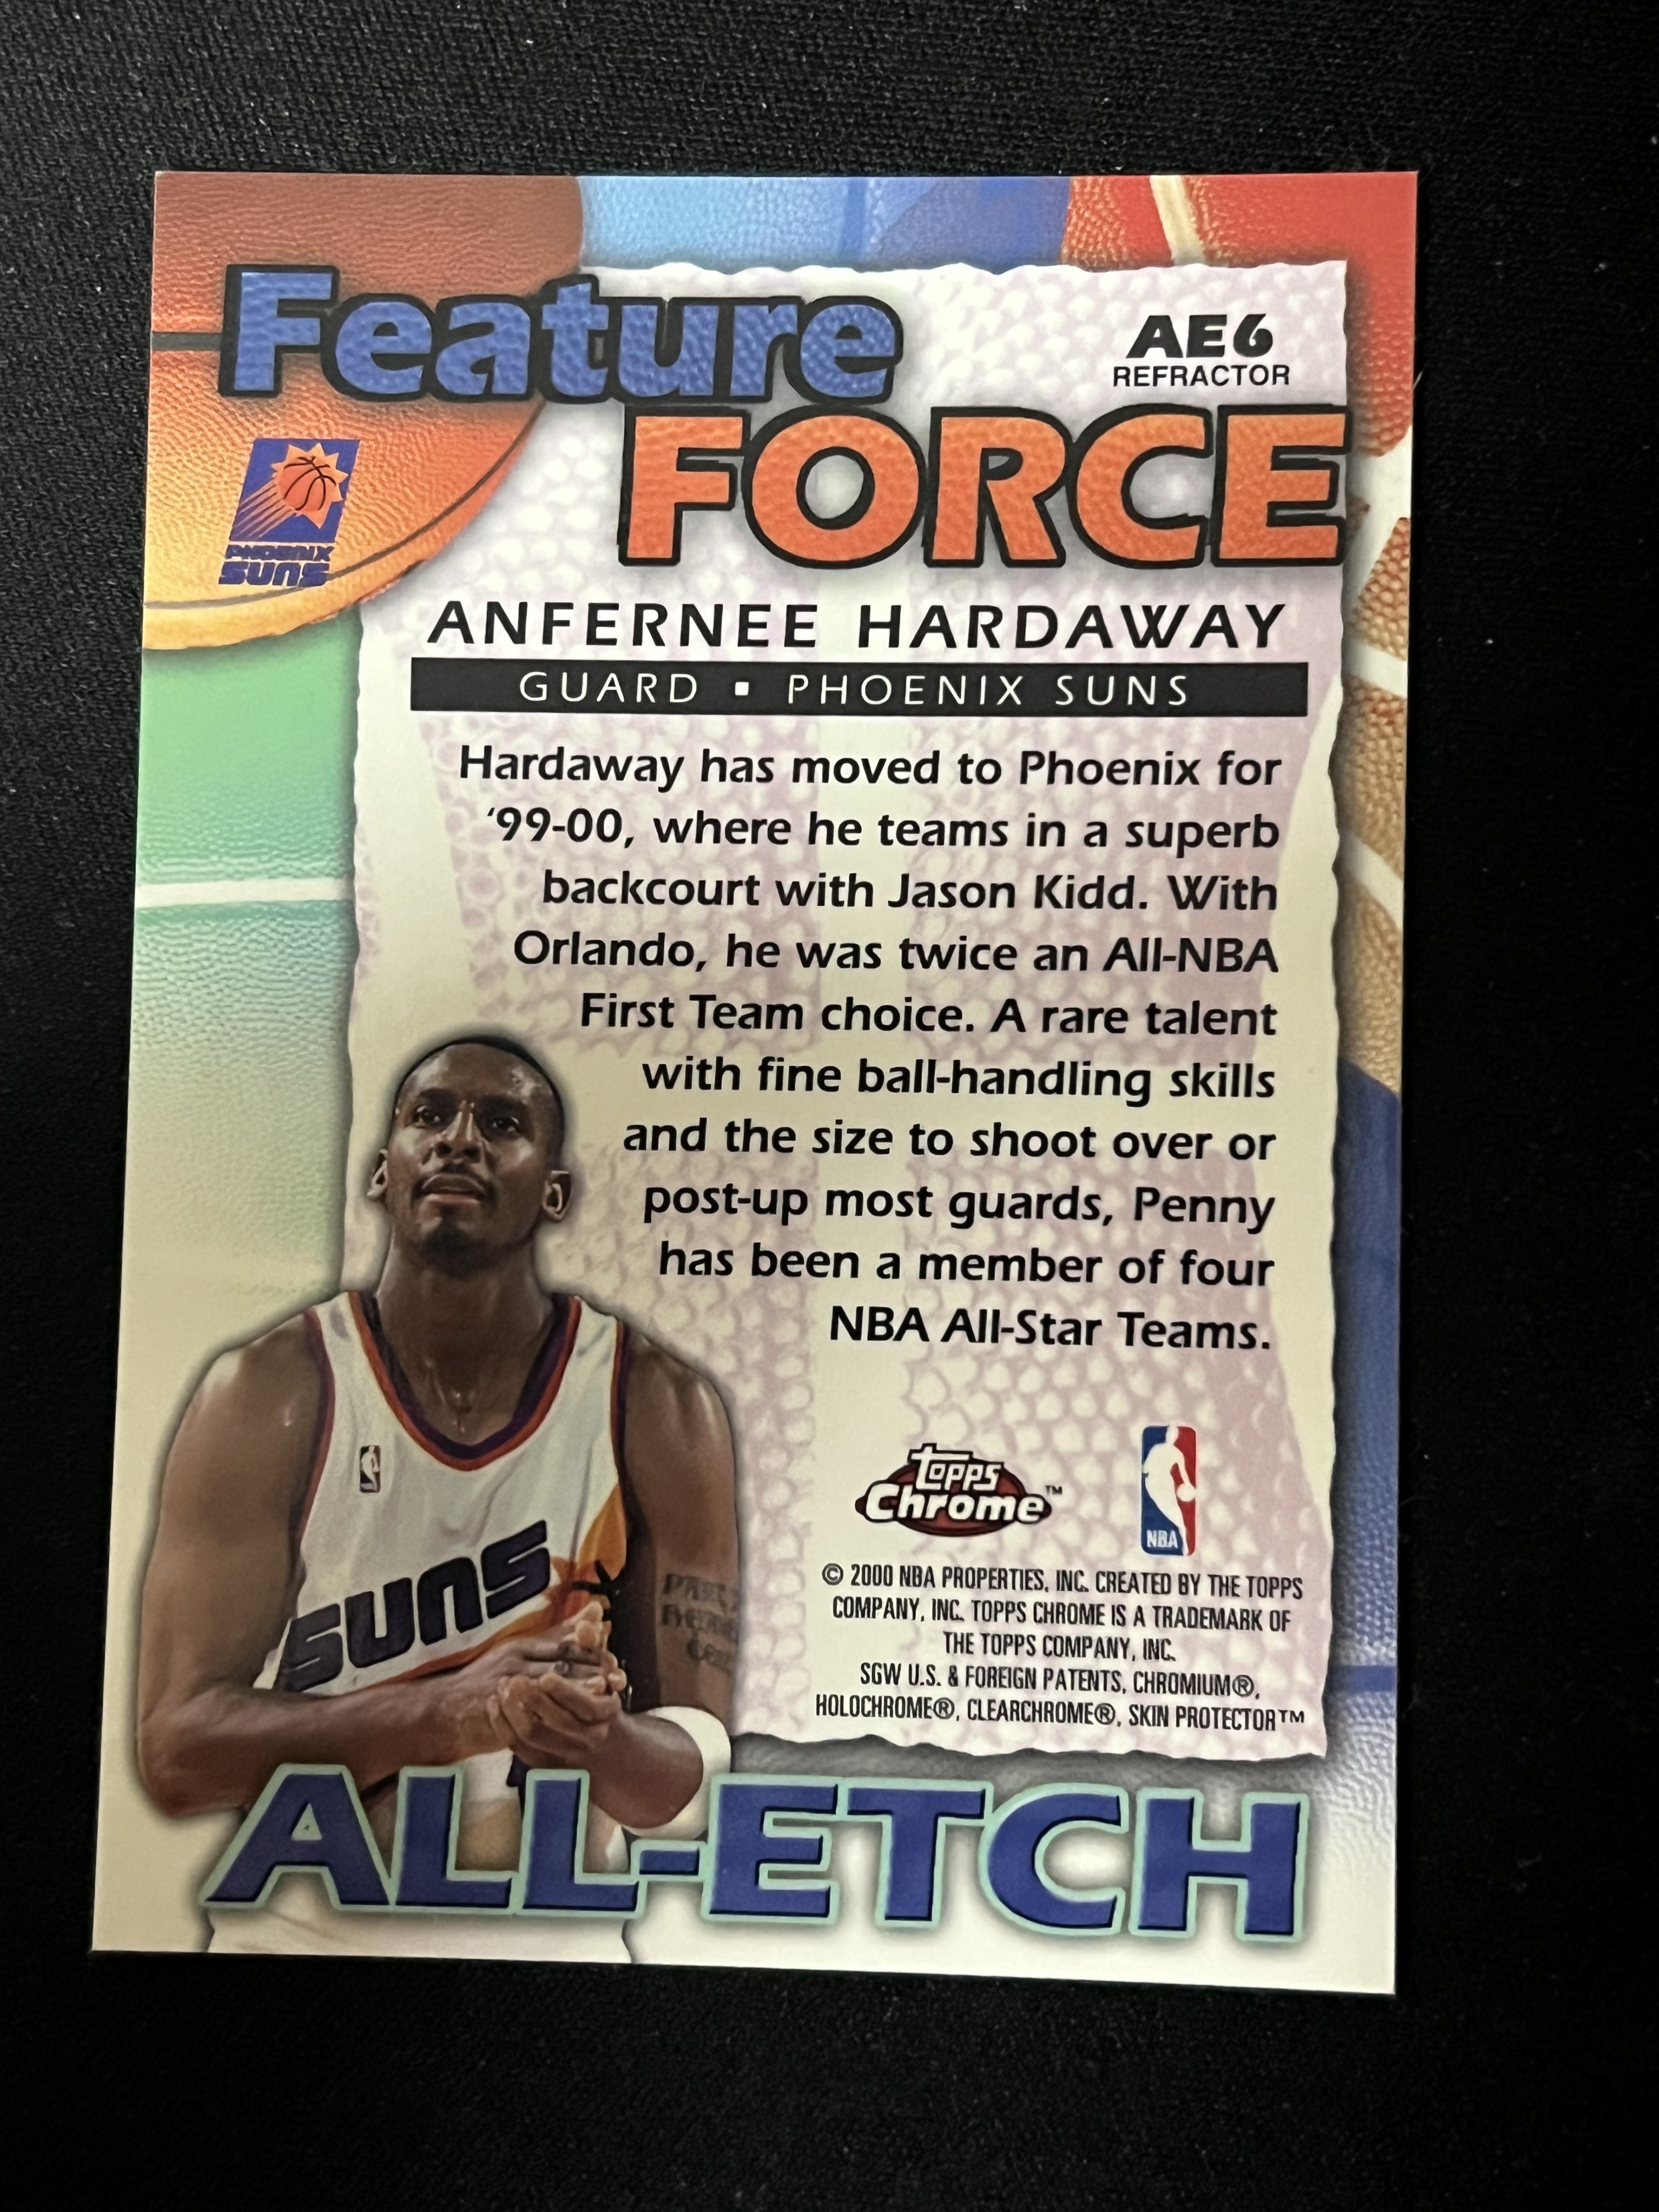 Feature
AE6
REFRACTOR
FORCE
PHOENIX
SUNS
ANFERNEE HARDAWAY
GUARD ▪ PHOENIX SUNS
Hardaway has moved to Phoenix for
‘99-00, where he teams in a superb
backcourt with Jason Kidd. With
Orlando, he was twice an All-NBA
First Team choice. A rare talent
with fine ball-handling skills
and the size to shoot over or
post-up most guards, Penny
has been a member of four
NBA All-Star Teams.
Topps
Chrome™
NBA
SUNS
© 2000 NBA PROPERTIES, INC. CREATED BY THE TOPPS
COMPANY, INC. TOPPS CHROME IS A TRADEMARK OF
THE TOPPS COMPANY, INC.
SGW U.S. & FOREIGN PATENTS, CHROMIUM®,
HOLOCHROME®, CLEARCHROME®, SKIN PROTECTOR™
ALL-ETCH